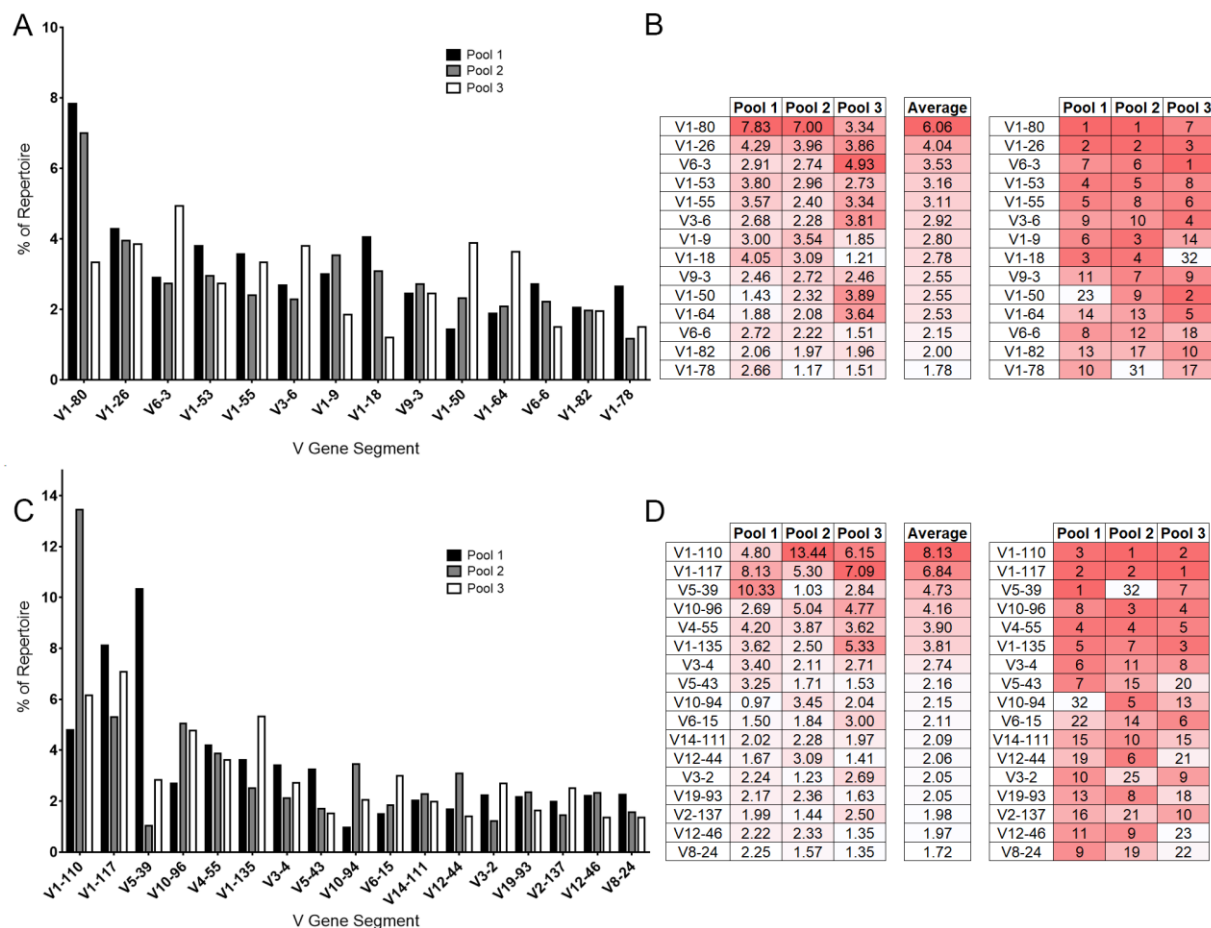 A
10
8
6
4
2
0
% of Repertoire
Pool 1
Pool 2
Pool 3
V1-80 V1-26 V6-3 V1-53 V1-55 V3-6 V1-9 V1-18 V9-3 V1-50 V1-64 V6-6 V1-82 V1-78
V Gene Segment
B
Pool 1 Pool 2 Pool 3 Average Pool 1 Pool 2 Pool 3
V1-80 7.83 7.00 3.34 6.06 V1-80 1 1 7
V1-26 4.29 3.96 3.86 4.04 V1-26 2 2 3
V6-3 2.91 2.74 4.93 3.53 V6-3 7 6 1
V1-53 3.80 2.96 2.73 3.16 V1-53 4 5 8
V1-55 3.57 2.40 3.34 3.11 V1-55 5 8 6
V3-6 2.68 2.28 3.81 2.92 V3-6 9 10 4
V1-9 3.00 3.54 1.85 2.80 V1-9 6 3 14
V1-18 4.05 3.09 1.21 2.78 V1-18 3 4 32
V9-3 2.46 2.72 2.46 2.55 V9-3 11 7 9
V1-50 1.43 2.32 3.89 2.55 V1-50 23 9 2
V1-64 1.88 2.08 3.64 2.53 V1-64 14 13 5
V6-6 2.72 2.22 1.51 2.15 V6-6 8 12 18
V1-82 2.06 1.97 1.96 2.00 V1-82 13 17 10
V1-78 2.66 1.17 1.51 1.78 V1-78 10 31 17
C
14
12
10
8
6
4
2
0
% of Repertoire
Pool 1
Pool 2
Pool 3
V1-110 V1-117 V5-39 V10-96 V4-55 V1-135 V3-4 V5-43 V10-94 V6-15 V14-111 V12-44 V3-2 V19-93 V2-137 V12-46 V8-24
V Gene Segment
D
Pool 1 Pool 2 Pool 3 Average Pool 1 Pool 2 Pool 3
V1-110 4.80 13.44 6.15 8.13 V1-110 3 1 2
V1-117 8.13 5.30 7.09 6.84 V1-117 2 2 1
V5-39 10.33 1.03 2.84 4.73 V5-39 1 32 7
V10-96 2.69 5.04 4.77 4.16 V10-96 8 3 4
V4-55 4.20 3.87 3.62 3.90 V4-55 4 4 5
V1-135 3.62 2.50 5.33 3.81 V1-135 5 7 3
V3-4 3.40 2.11 2.71 2.74 V3-4 6 11 8
V5-43 3.25 1.71 1.53 2.16 V5-43 7 15 20
V10-94 0.97 3.45 2.04 2.15 V10-94 32 5 13
V6-15 1.50 1.84 3.00 2.11 V6-15 22 14 6
V14-111 2.02 2.28 1.97 2.09 V14-111 15 10 15
V12-44 1.67 3.09 1.41 2.06 V12-44 19 6 21
V3-2 2.24 1.23 2.69 2.05 V3-2 10 25 9
V19-93 2.17 2.36 1.63 2.05 V19-93 13 8 18
V2-137 1.99 1.44 2.50 1.98 V2-137 16 21 10
V12-46 2.22 2.33 1.35 1.97 V12-46 11 9 23
V8-24 2.25 1.57 1.35 1.72 V8-24 9 19 22